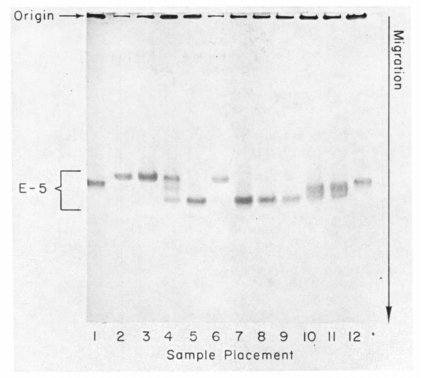 Origin
Migration
E-5
1 2 3 4 5 6 7 8 9 10 11 12
Sample Placement